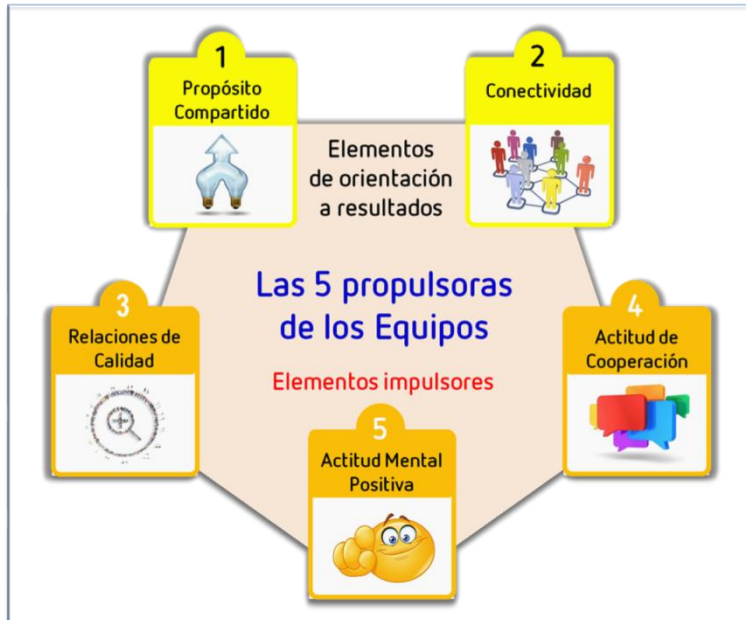 1
Propósito
Compartido
2
Conectividad
Elementos
de orientación
a resultados
Las 5 propulsoras
de los Equipos
3
Relaciones de
Calidad
4
Actitud de
Cooperación
Elementos impulsores
5
Actitud Mental
Positiva